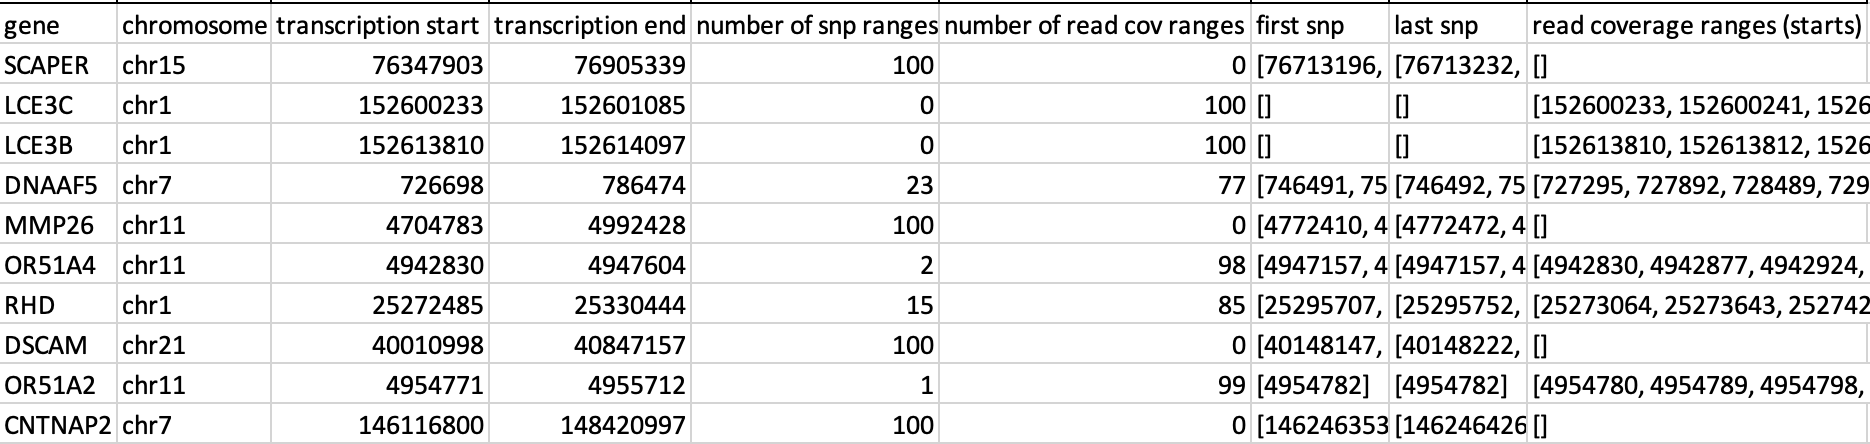 gene chromosome transcription start transcription end number of snp ranges number of read cov ranges first snp last snp read coverage ranges (starts)
SCAPER chr15 76347903 76905339 100 0 [76713196, [76713232, []
LCE3C chr1 152600233 152601085 0 100 [] [] [152600233, 152600241, 1526
LCE3B chr1 152613810 152614097 0 100 [] [] [152613810, 152613812, 1526
DNAAF5 chr7 726698 786474 23 77 [746491, 75 [746492, 75 [727295, 727892, 728489, 729
MMP26 chr11 4704783 4992428 100 0 [4772410, 4 [4772472, 4 []
OR51A4 chr11 4942830 4947604 2 98 [4947157, 4 [4947157, 4 [4942830, 4942877, 4942924,
RHD chr1 25272485 25330444 15 85 [25295707, [25295752, [25273064, 25273643, 252742
DSCAM chr21 40010998 40847157 100 0 [40148147, [40148222, []
OR51A2 chr11 4954771 4955712 1 99 [4954782] [4954782] [4954780, 4954789, 4954798,
CNTNAP2 chr7 146116800 148420997 100 0 [146246353 [146246426 []